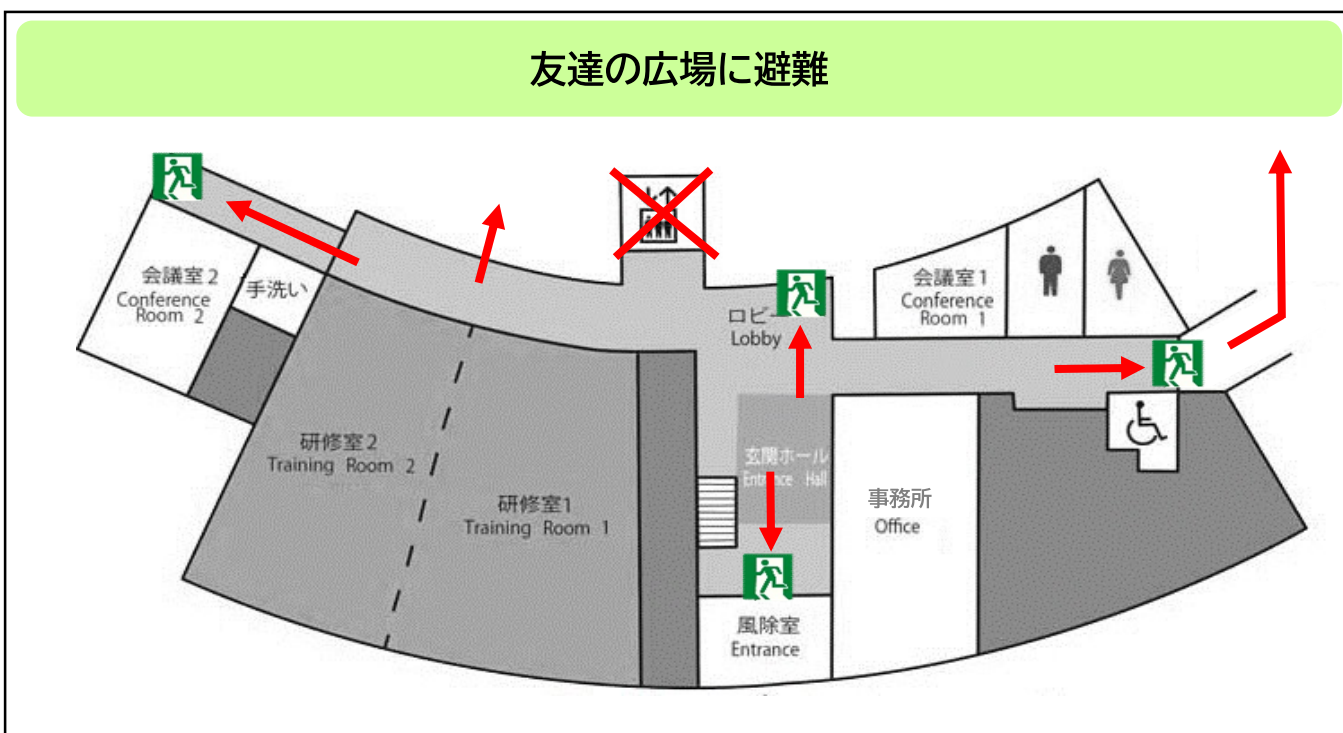 友達の広場に避難
会議室2
Conference
Room 2
手洗い
ロビー
Lobby
会議室1
Conference
Room 1
研修室2
Training Room 2
研修室1
Training Room 1
玄関ホール
Entrance Hall
事務所
Office
風除室
Entrance